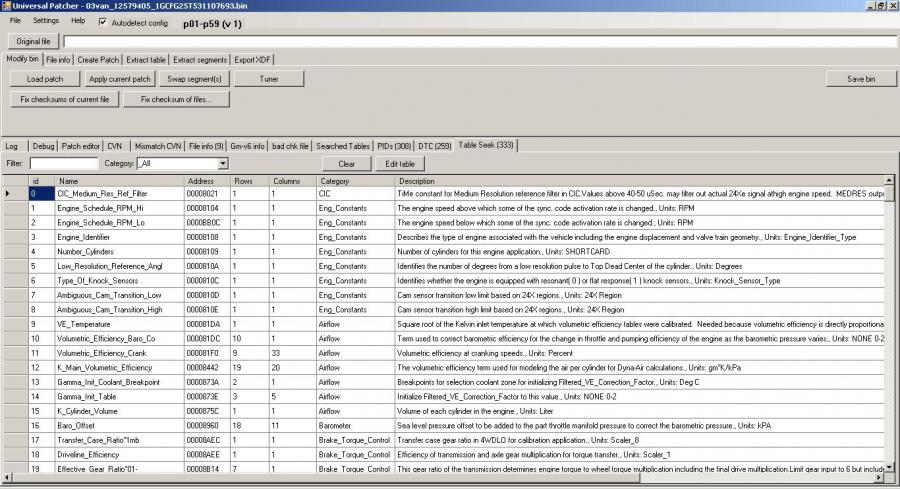 Universal Patcher - 03van_12579405_1GCFG25T531107693.bin
File Settings Help Autodetect config p01-p59 (v 1)
Original file
Modify bin File info Create Patch Extract table Extract segments Export XDF
Load patch Apply current patch Swap segment(s) Tuner Save bin
Fix checksums of current file Fix checksum of files...
Log Debug Patch editor CVN Mismatch CVN File info (9) Gm-v6 info bad chk file Searched Tables PIDs (308) DTC (259) Table Seek (333)
Filter: Category: _All Clear Edit table
id Name Address Rows Columns Category Description
0 CIC_Medium_Res_Ref_Filter 00008021 1 1 CIC TiMe constant for Medium Resolution reference filter in CIC.Values above 40-50 uSec. may filter out actual 24Xe signal athigh engine speed. MEDRES outpu
1 Engine_Schedule_RPM_Hi 00008104 1 1 Eng_Constants The engine speed above which some of the sync. code activation rate is changed., Units: RPM
2 Engine_Schedule_RPM_Lo 0000BB0C 1 1 Eng_Constants The engine speed below which some of the sync. code activation rate is changed., Units: RPM
3 Engine_Identifier 00008108 1 1 Eng_Constants Describes the type of engine associated with the vehicle including the engine displacement and valve train geometry., Units: Engine_Identifier_Type
4 Number_Cylinders 00008109 1 1 Eng_Constants Number of cylinders for this engine application., Units: SHORTCARD
5 Low_Resolution_Reference_Angl 0000810A 1 1 Eng_Constants Identifies the number of degrees from a low resolution pulse to Top Dead Center of the cylinder., Units: Degrees
6 Type_Of_Knock_Sensors 0000810C 1 1 Eng_Constants Identifies whether the engine is equipped with resonant( 0 ) or flat response( 1 ) knock sensors., Units: Knock_Sensor_Type
7 Ambiguous_Cam_Transition_Low 0000810D 1 1 Eng_Constants Cam sensor transition low limit based on 24X regions., Units: 24X Region
8 Ambiguous_Cam_Transition_High 0000810E 1 1 Eng_Constants Cam sensor transition high limit based on 24X regions., Units: 24X Region
9 VE_Temperature 000081DA 1 1 Airflow Square root of the Kelvin inlet temperature at which volumetric efficiency tables were calibrated. Needed because volumetric efficiency is directly proportiona
10 Volumetric_Efficiency_Baro_Co 000081DC 10 1 Airflow Term used to correct barometric efficiency for the change in throttle and pumping efficiency of the engine as the barometric pressure varies., Units: NONE 0-2
11 Volumetric_Efficiency_Crank 000081F0 9 33 Airflow Volumetric efficiency at cranking speeds., Units: Percent
12 K_Main_Volumetric_Efficiency 00008442 19 20 Airflow The volumetric efficiency term used for modeling the air per cylinder for Dyna-Air calculations., Units: gm*K/kPa
13 Gamma_Init_Coolant_Breakpoint 0000873A 2 1 Airflow Breakpoints for selection coolant zone for initializing Filtered_VE_Correction_Factor., Units: Deg C
14 Gamma_Init_Table 0000873E 3 5 Airflow Initialize Filtered_VE_Correction_Factor to this value., Units: NONE 0-2
15 K_Cylinder_Volume 0000875C 1 1 Airflow Volume of each cylinder in the engine., Units: Liter
16 Baro_Offset 00008960 18 11 Barometer Sea level pressure offset to be added to the part throttle manifold pressure to correct the barometric pressure., Units: kPA
17 Transfer_Case_Ratio"1mb 00008AEC 1 1 Brake_Torque_Control Transfer case gear ratio in 4WDLO for calibration application., Units: Scaler_8
18 Driveline_Efficiency 00008AEE 1 1 Brake_Torque_Control Efficiency of transmission and axle gear multiplication for torque transfer., Units: Scaler_1
19 Effective_Gear_Ratio"01- 00008B14 7 1 Brake_Torque_Control This gear ratio of the transmission determines engine torque to wheel torque multiplication including the final drive multiplication.Limit gear input to 6 but include